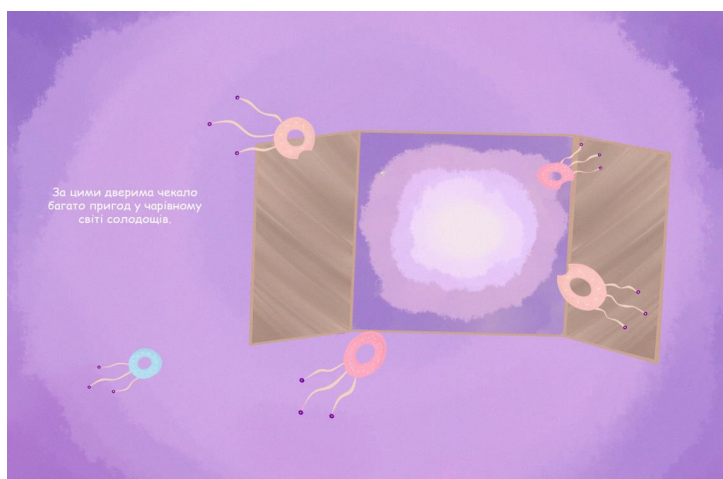 За цими дверима чекало
багато пригод у чарівному
світі солодощів.